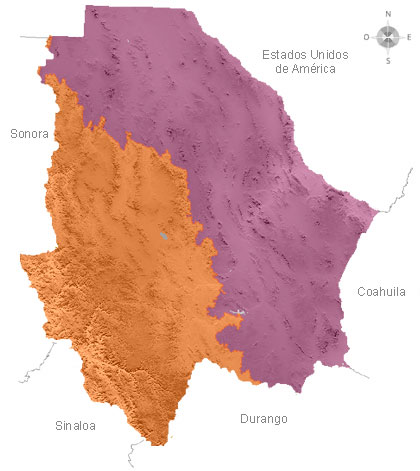 N
O
E
S
Estados Unidos
de América
Sonora
Coahuila
Durango
Sinaloa